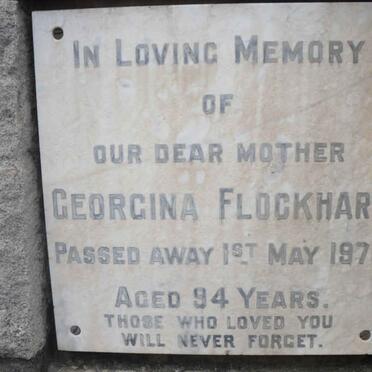 IN LOVING MEMORY
OF
OUR DEAR MOTHER
GEORGINA FLOCKHAR
PASSED AWAY 1ST MAY 197
AGED 94 YEARS.
THOSE WHO LOVED YOU
WILL NEVER FORGET.